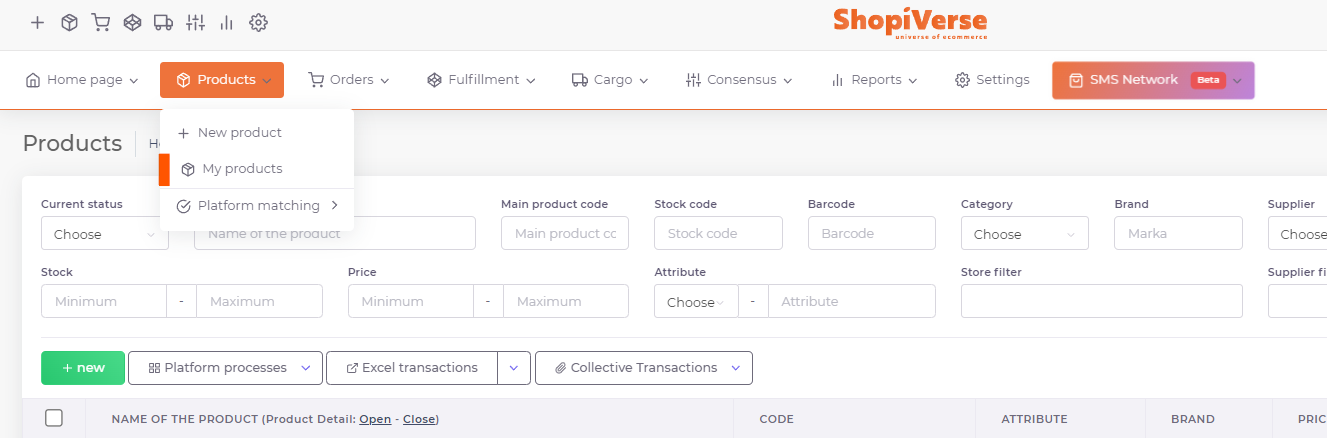 ShopiVerse
universe of ecommerce
Home page
Products
Orders
Fulfillment
Cargo
Consensus
Reports
Settings
SMS Network Beta
New product
My products
Platform matching
Products
Current status
Main product code
Stock code
Barcode
Category
Brand
Supplier
Choose
Name of the product
Main product cc
Stock code
Barcode
Choose
Marka
Choose
Stock
Price
Attribute
Store filter
Supplier fi
Minimum - Maximum
Minimum - Maximum
Choose - Attribute
+ new
Platform processes
Excel transactions
Collective Transactions
NAME OF THE PRODUCT (Product Detail: Open - Close)
CODE
ATTRIBUTE
BRAND
PRIC